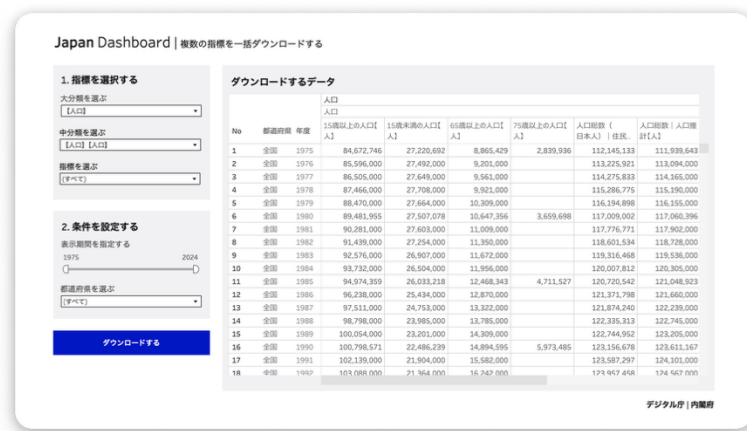 Japan Dashboard | 複数の指標を一括ダウンロードする
1. 指標を選択する
大分類を選ぶ
【人口】
中分類を選ぶ
【人口】【人口】
指標を選ぶ
(すべて)
2. 条件を設定する
表示期間を指定する
1975 2024
都道府県を選ぶ
(すべて)
ダウンロードする
ダウンロードするデータ
人口
人口
No 都道府県 年度 15歳以上の人口【人】 15歳未満の人口【人】 65歳以上の人口【人】 75歳以上の人口【人】 人口総数（日本人）｜住民.. 人口総数｜人口推計【人】
1 全国 1975 84,672,746 27,220,692 8,865,429 2,839,936 112,145,133 111,939,643
2 全国 1976 85,596,000 27,492,000 9,201,000 113,225,921 113,094,000
3 全国 1977 86,505,000 27,649,000 9,561,000 114,275,833 114,165,000
4 全国 1978 87,466,000 27,708,000 9,921,000 115,286,775 115,190,000
5 全国 1979 88,470,000 27,664,000 10,309,000 116,194,898 116,155,000
6 全国 1980 89,481,955 27,507,078 10,647,356 3,659,698 117,009,002 117,060,396
7 全国 1981 90,281,000 27,603,000 11,009,000 117,776,771 117,902,000
8 全国 1982 91,439,000 27,254,000 11,350,000 118,601,534 118,728,000
9 全国 1983 92,576,000 26,907,000 11,672,000 119,316,468 119,536,000
10 全国 1984 93,732,000 26,504,000 11,956,000 120,007,812 120,305,000
11 全国 1985 94,974,359 26,033,218 12,468,343 4,711,527 120,720,542 121,048,923
12 全国 1986 96,238,000 25,434,000 12,870,000 121,371,798 121,660,000
13 全国 1987 97,511,000 24,753,000 13,322,000 121,874,240 122,239,000
14 全国 1988 98,798,000 23,985,000 13,785,000 122,335,313 122,745,000
15 全国 1989 100,054,000 23,201,000 14,309,000 122,744,952 123,205,000
16 全国 1990 100,798,571 22,486,239 14,894,595 5,973,485 123,156,678 123,611,167
17 全国 1991 102,139,000 21,904,000 15,582,000 123,587,297 124,101,000
18 全国 1992 103,088,000 21,364,000 16,242,000 123,957,458 124,567,000
デジタル庁 | 内閣府